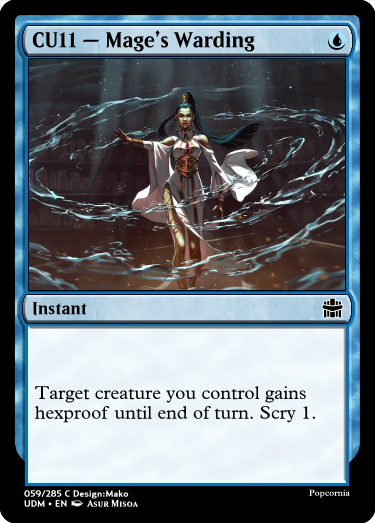 CU11 — Mage's Warding
Instant
Target creature you control gains
hexproof until end of turn. Scry 1.
059/285 C Design:Mako
Popcornia
UDM • EN Asur Misoa